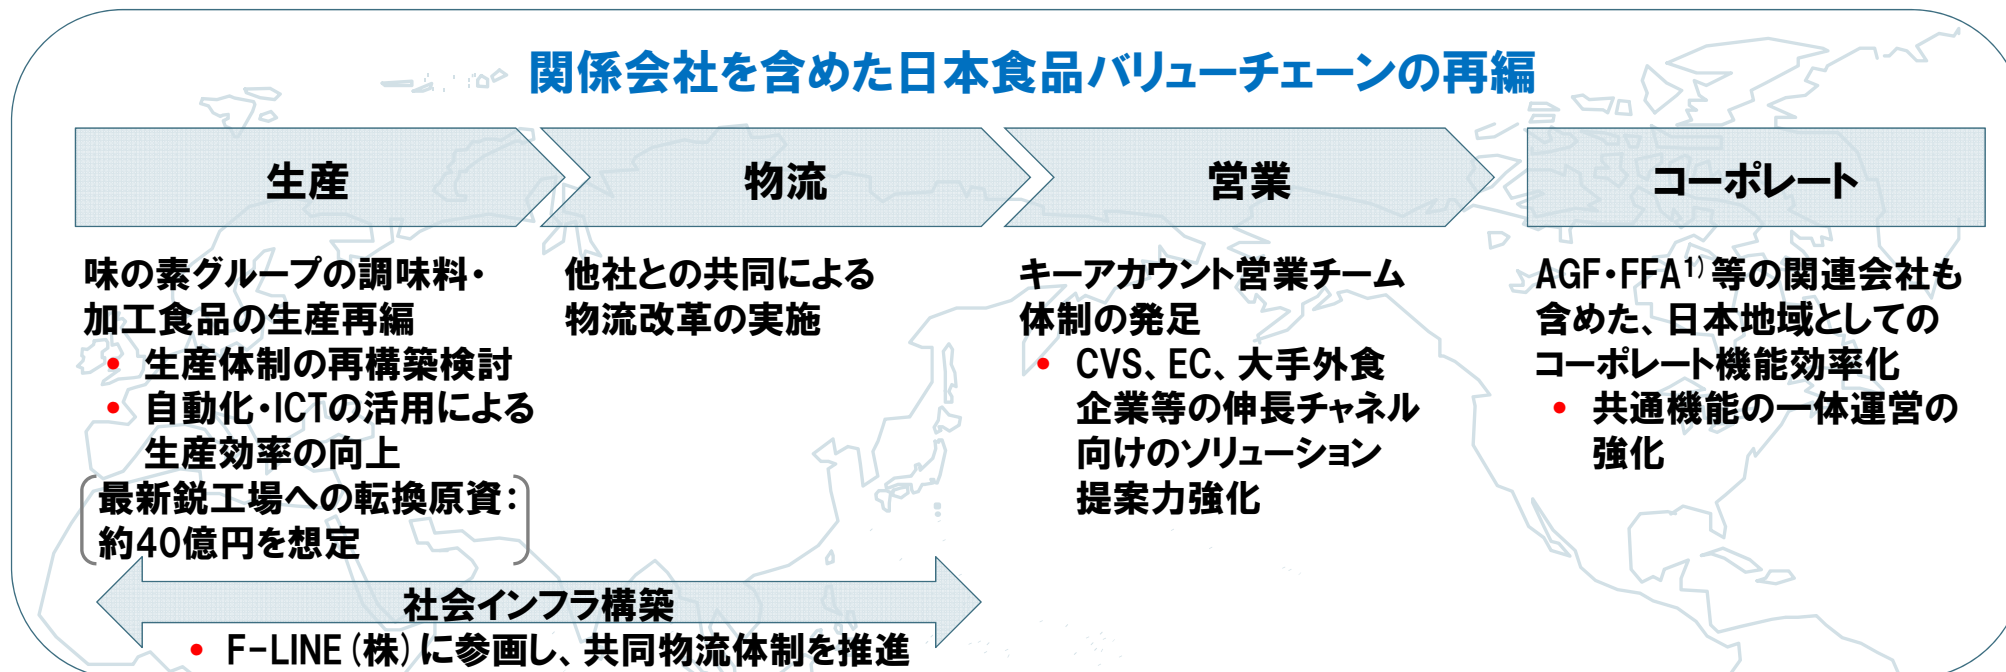 関係会社を含めた日本食品バリューチェーンの再編
生産
物流
営業
コーポレート
味の素グループの調味料・
加工食品の生産再編
• 生産体制の再構築検討
• 自動化・ICTの活用による
生産効率の向上
最新鋭工場への転換原資：
約40億円を想定
他社との共同による
物流改革の実施
キーアカウント営業チーム
体制の発足
• CVS、EC、大手外食
企業等の伸長チャネル
向けのソリューション
提案力強化
AGF・FFA1)等の関連会社も
含めた、日本地域としての
コーポレート機能効率化
• 共通機能の一体運営の
強化
社会インフラ構築
• F-LINE(株)に参画し、共同物流体制を推進